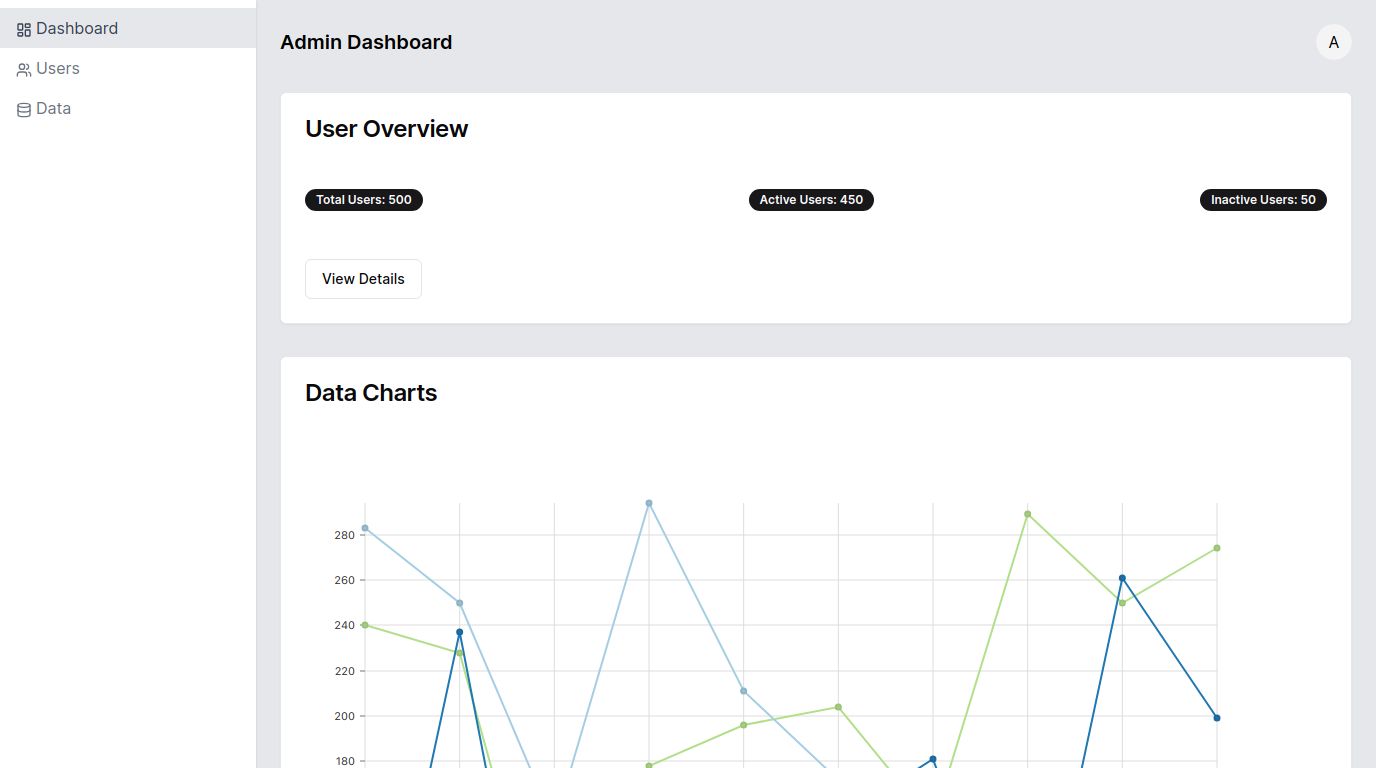 Dashboard
Users
Data
Admin Dashboard
A
User Overview
Total Users: 500
Active Users: 450
Inactive Users: 50
View Details
Data Charts
280
260
240
220
200
180